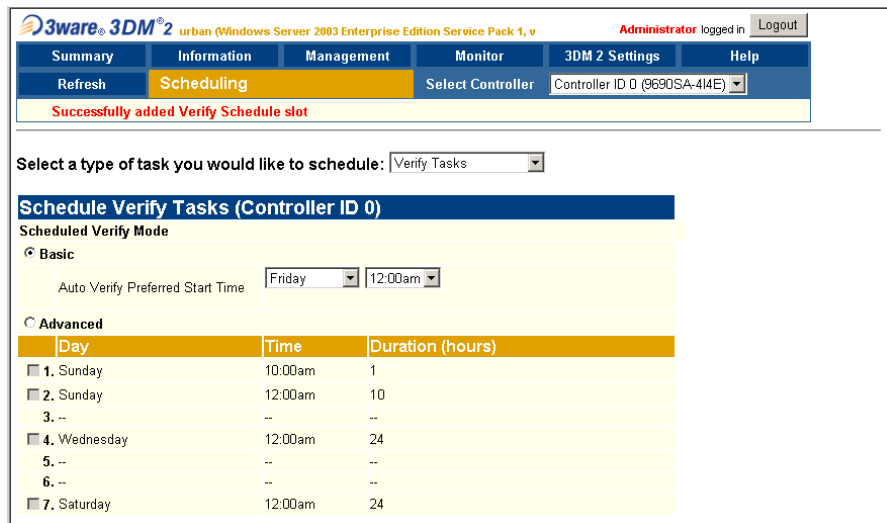 3ware® 3DM®2 urban (Windows Server 2003 Enterprise Edition Service Pack 1, v Administrator logged in Logout
Summary Information Management Monitor 3DM 2 Settings Help
Refresh Scheduling Select Controller Controller ID 0 (9690SA-4I4E)
Successfully added Verify Schedule slot
Select a type of task you would like to schedule: Verify Tasks
Schedule Verify Tasks (Controller ID 0)
Scheduled Verify Mode
Basic
Auto Verify Preferred Start Time Friday 12:00am
Advanced
Day Time Duration (hours)
1. Sunday 10:00am 1
2. Sunday 12:00am 10
3. -- -- --
4. Wednesday 12:00am 24
5. -- -- --
6. -- -- --
7. Saturday 12:00am 24